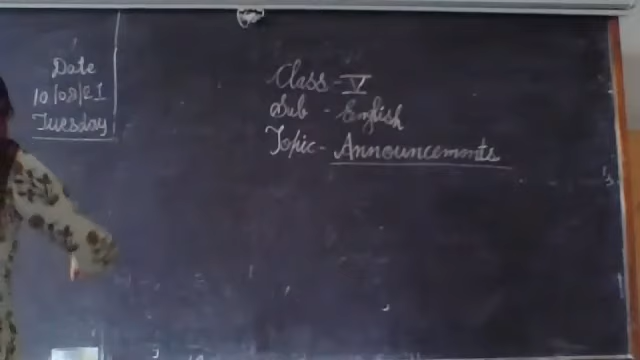 Date
10/08/21
Tuesday
Class - V
Sub - English
Topic - Announcements